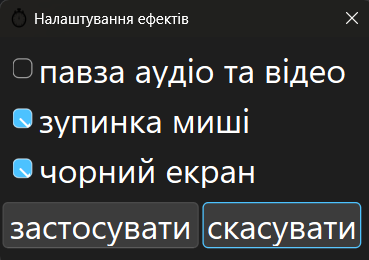 Налаштування ефектів
павза аудіо та відео
зупинка миші
чорний екран
застосувати скасувати